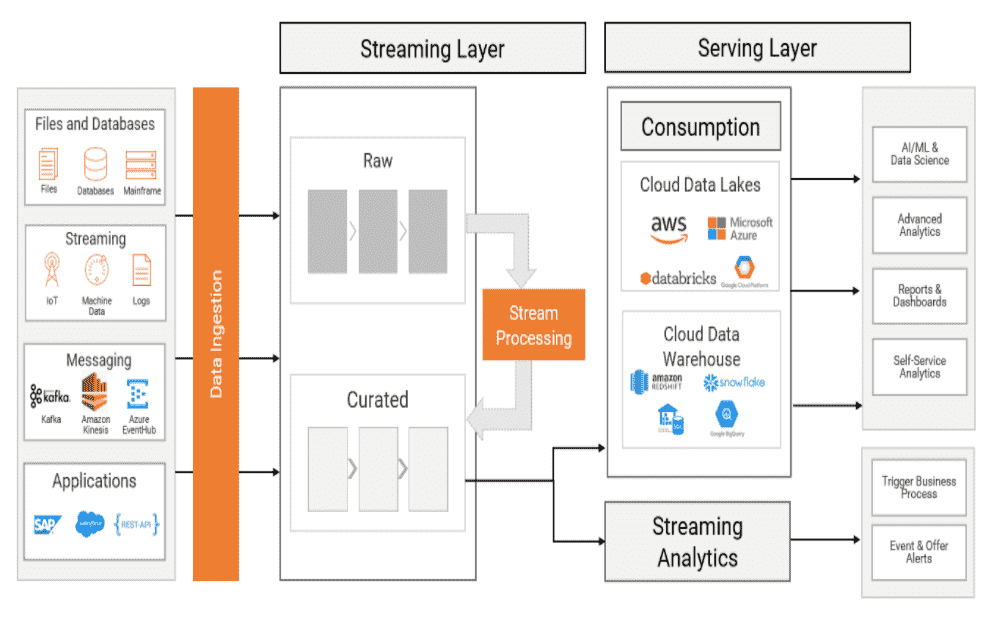 Streaming Layer
Serving Layer
Files and Databases
Files
Databases
Mainframe
Streaming
IoT
Machine
Data
Logs
Messaging
kafka.
Kafka
Amazon
Kinesis
Azure
EventHub
Applications
SAP
salesforce
{REST-API}
Data Ingestion
Raw
Stream
Processing
Curated
Consumption
Cloud Data Lakes
aws
Microsoft
Azure
databricks
Google Cloud Platform
Cloud Data
Warehouse
amazon
REDSHIFT
snowflake
SQL
Google BigQuery
Streaming
Analytics
AI/ML &
Data Science
Advanced
Analytics
Reports &
Dashboards
Self-Service
Analytics
Trigger Business
Process
Event & Offer
Alerts